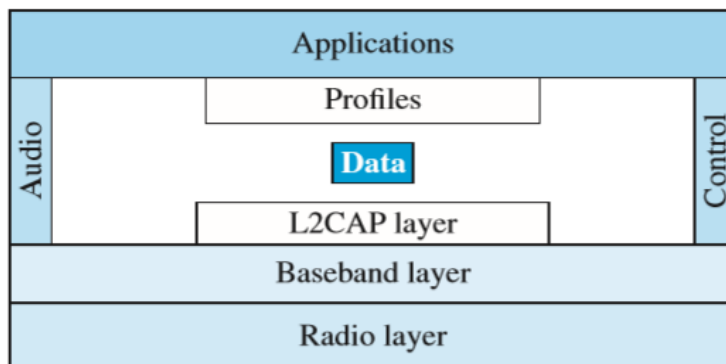 Applications
Profiles
Audio
Data
Control
L2CAP layer
Baseband layer
Radio layer